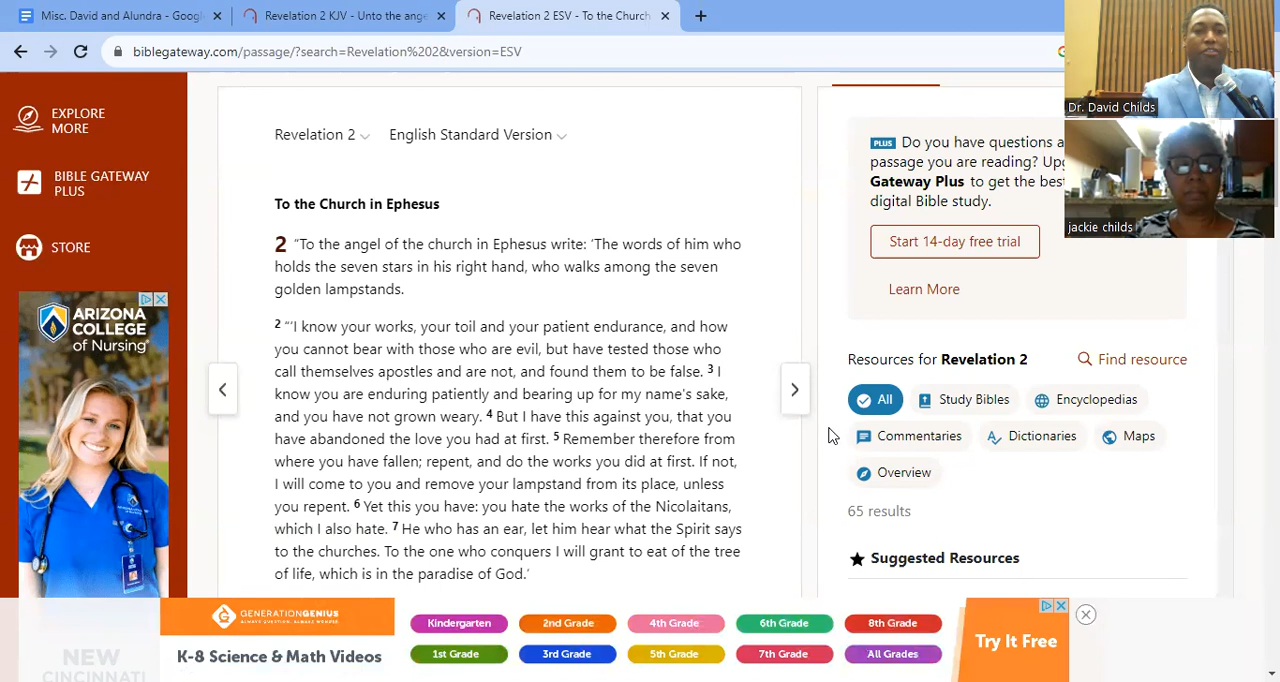 Misc. David and Alundra - Goog
Revelation 2 KJV - Unto the ange
Revelation 2 ESV - To the Church
biblegateway.com/passage/?search=Revelation%202&version=ESV
Dr. David Childs
jackie childs
EXPLORE
MORE
BIBLE GATEWAY
PLUS
STORE
ARIZONA
COLLEGE
of Nursing
NEW
CINCINNATI
Revelation 2 English Standard Version
To the Church in Ephesus
2 “To the angel of the church in Ephesus write: ‘The words of him who
holds the seven stars in his right hand, who walks among the seven
golden lampstands.
2 “‘I know your works, your toil and your patient endurance, and how
you cannot bear with those who are evil, but have tested those who
call themselves apostles and are not, and found them to be false. 3 I
know you are enduring patiently and bearing up for my name's sake,
and you have not grown weary. 4 But I have this against you, that you
have abandoned the love you had at first. 5 Remember therefore from
where you have fallen; repent, and do the works you did at first. If not,
I will come to you and remove your lampstand from its place, unless
you repent. 6 Yet this you have: you hate the works of the Nicolaitans,
which I also hate. 7 He who has an ear, let him hear what the Spirit says
to the churches. To the one who conquers I will grant to eat of the tree
of life, which is in the paradise of God.’
PLUS Do you have questions a
passage you are reading? Up
Gateway Plus to get the best
digital Bible study.
Start 14-day free trial
Learn More
Resources for Revelation 2 Find resource
All Study Bibles Encyclopedias
Commentaries Dictionaries Maps
Overview
65 results
Suggested Resources
GENERATIONGENIUS
K-8 Science & Math Videos
Kindergarten 2nd Grade 4th Grade 6th Grade 8th Grade
1st Grade 3rd Grade 5th Grade 7th Grade All Grades
Try It Free